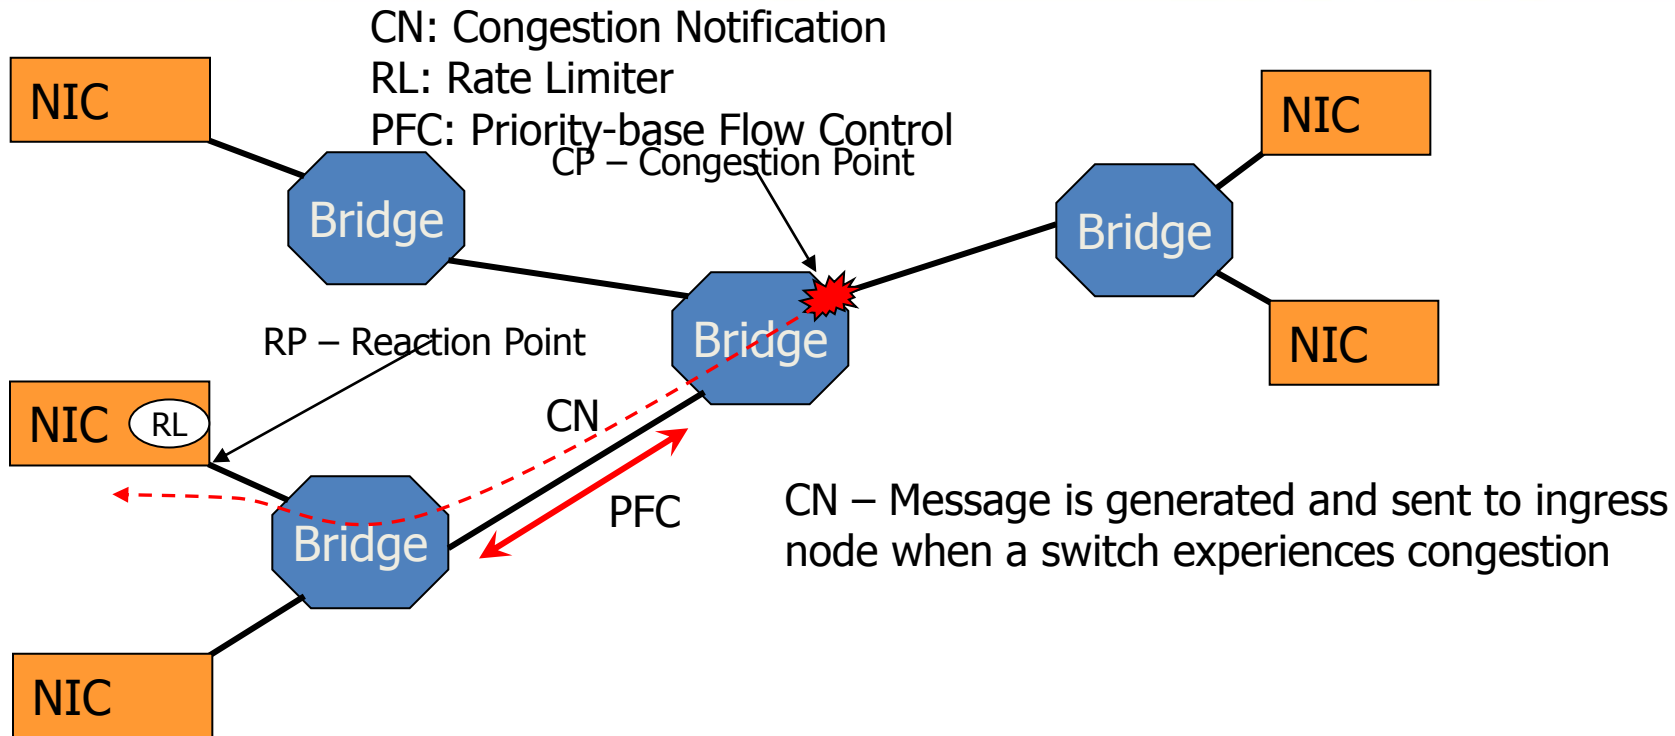 CN: Congestion Notification
RL: Rate Limiter
PFC: Priority-base Flow Control
CP – Congestion Point
NIC
NIC
Bridge
Bridge
Bridge
NIC
RP – Reaction Point
NIC
RL
CN
PFC
CN – Message is generated and sent to ingress
node when a switch experiences congestion
Bridge
NIC